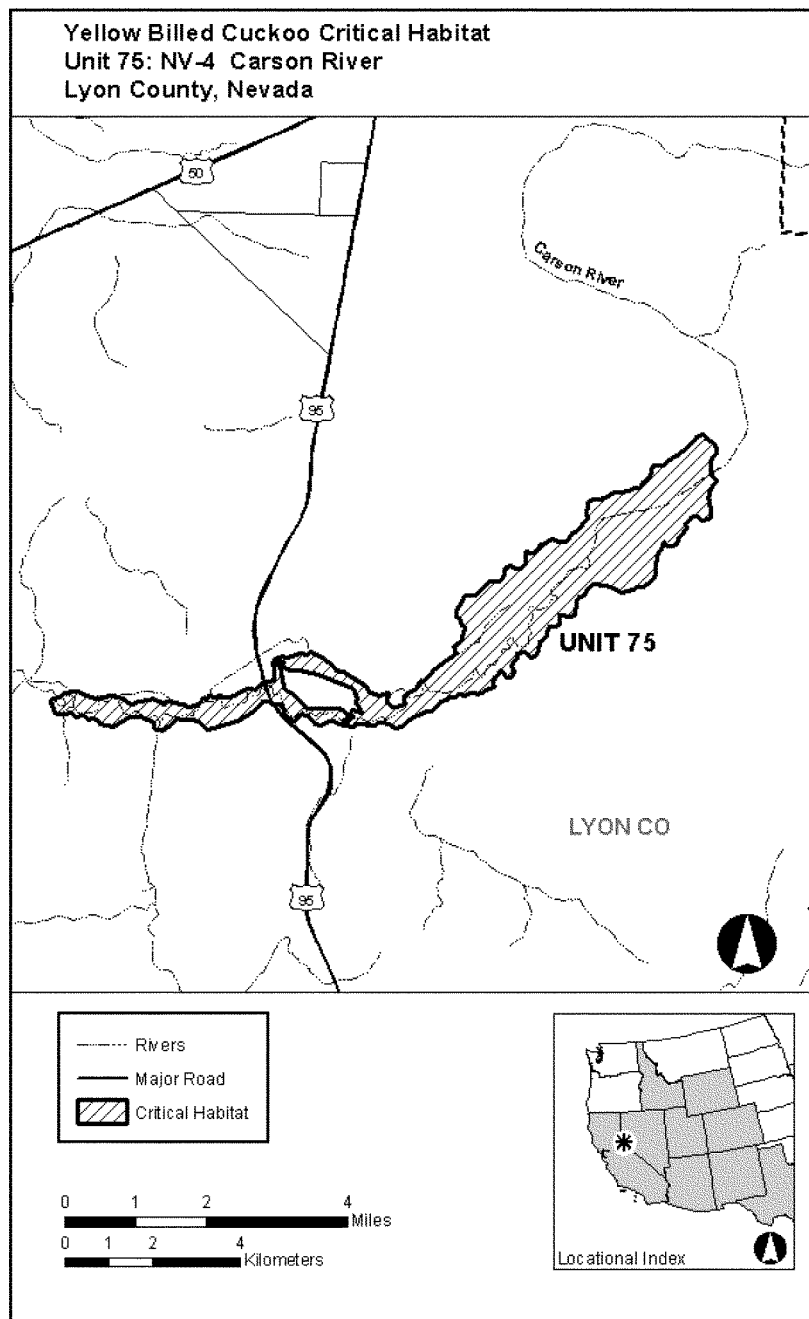 Yellow Billed Cuckoo Critical Habitat
Unit 75: NV-4 Carson River
Lyon County, Nevada
50
Carson River
95
UNIT 75
LYON CO
95
Rivers
Major Road
Critical Habitat
0 1 2 4
Miles
0 1 2 4
Kilometers
Locational Index